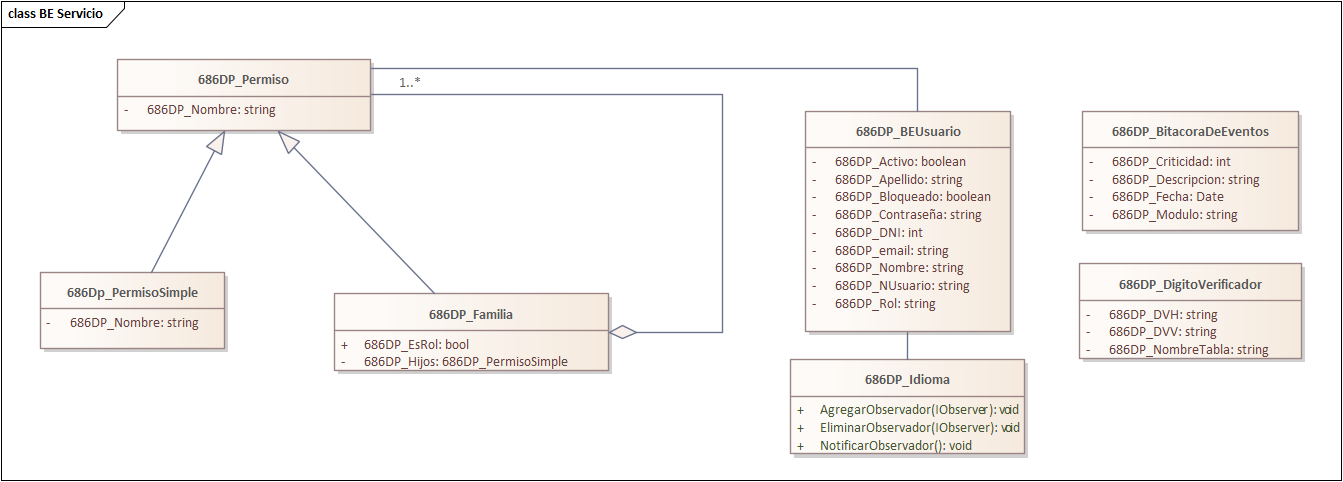 class BE Servicio
686DP_Permiso
- 686DP_Nombre: string
1..*
686Dp_PermisoSimple
- 686DP_Nombre: string
686DP_Familia
+ 686DP_EsRol: bool
- 686DP_Hijos: 686DP_PermisoSimple
686DP_BEUsuario
- 686DP_Activo: boolean
- 686DP_Apellido: string
- 686DP_Bloqueado: boolean
- 686DP_Contraseña: string
- 686DP_DNI: int
- 686DP_email: string
- 686DP_Nombre: string
- 686DP_NUsuario: string
- 686DP_Rol: string
686DP_Idioma
+ AgregarObservador(IObserver): void
+ EliminarObservador(IObserver): void
+ NotificarObservador(): void
686DP_BitacoraDeEventos
- 686DP_Criticidad: int
- 686DP_Descripcion: string
- 686DP_Fecha: Date
- 686DP_Modulo: string
686DP_DigitoVerificador
- 686DP_DVH: string
- 686DP_DVV: string
- 686DP_NombreTabla: string